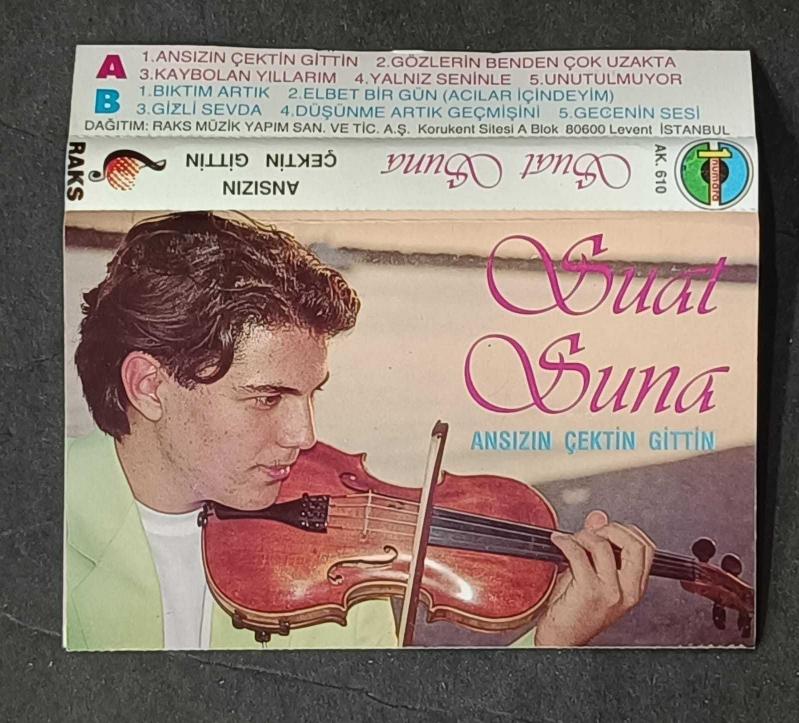 A 1.ANSIZIN ÇEKTİN GİTTİN 2.GÖZLERİN BENDEN ÇOK UZAKTA
3.KAYBOLAN YILLARIM 4.YALNIZ SENİNLE 5.UNUTULMUYOR
B 1.BIKTIM ARTIK 2.ELBET BİR GÜN (ACILAR İÇİNDEYİM)
3.GİZLİ SEVDA 4.DÜŞÜNME ARTIK GEÇMİŞİNİ 5.GECENİN SESİ
DAĞITIM: RAKS MÜZİK YAPIM SAN. VE TİC. A.Ş. Korukent Sitesi A Blok 80600 Levent İSTANBUL
RAKS
ANSIZIN
ÇEKTİN GİTTİN
Suat Suna
AK. 610
1 numara
Suat
Suna
ANSIZIN ÇEKTİN GİTTİN